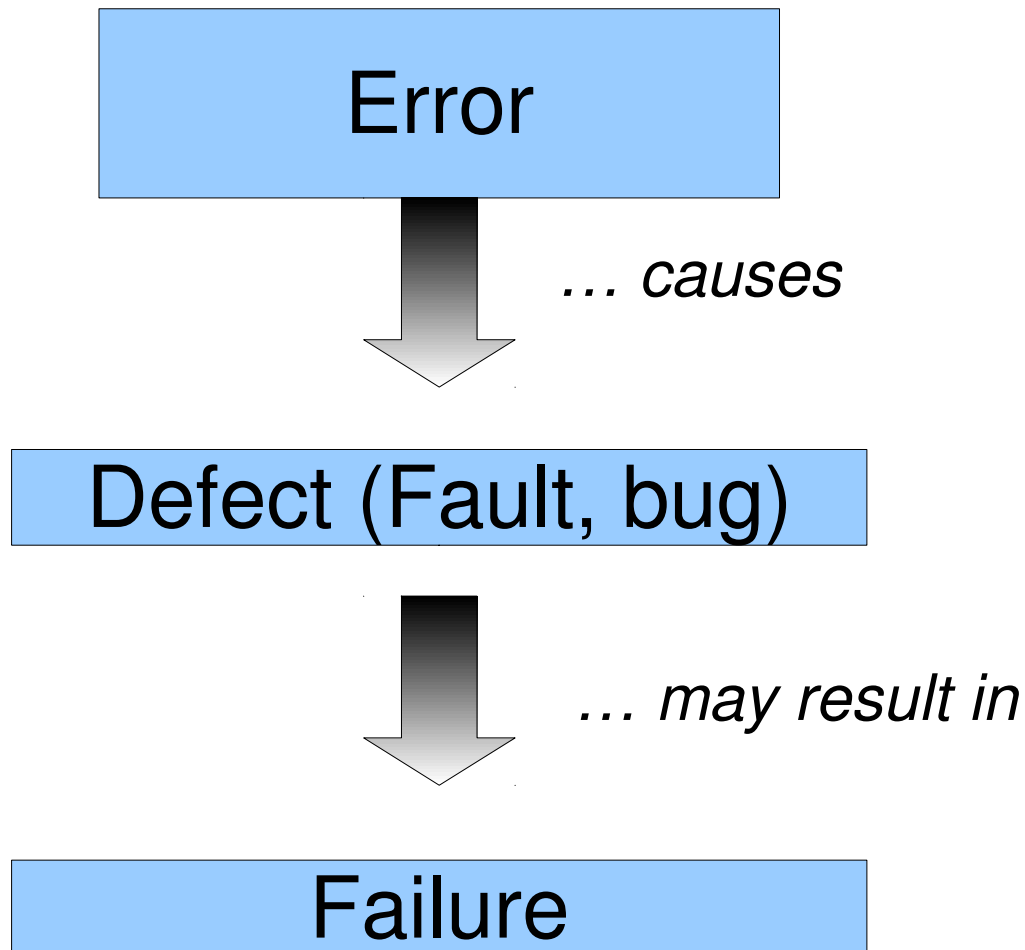 Error
… causes
Defect (Fault, bug)
… may result in
Failure